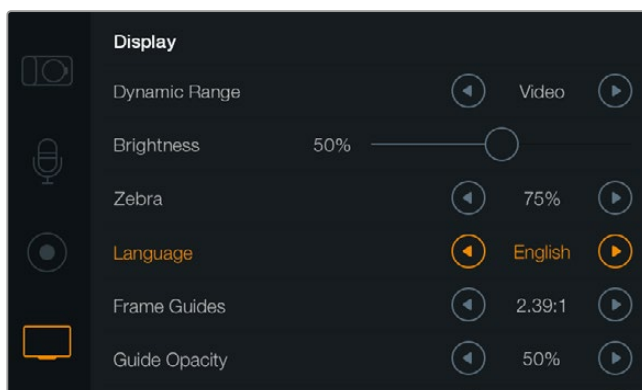 Display
Dynamic Range Video
Brightness 50%
Zebra 75%
Language English
Frame Guides 2.39:1
Guide Opacity 50%